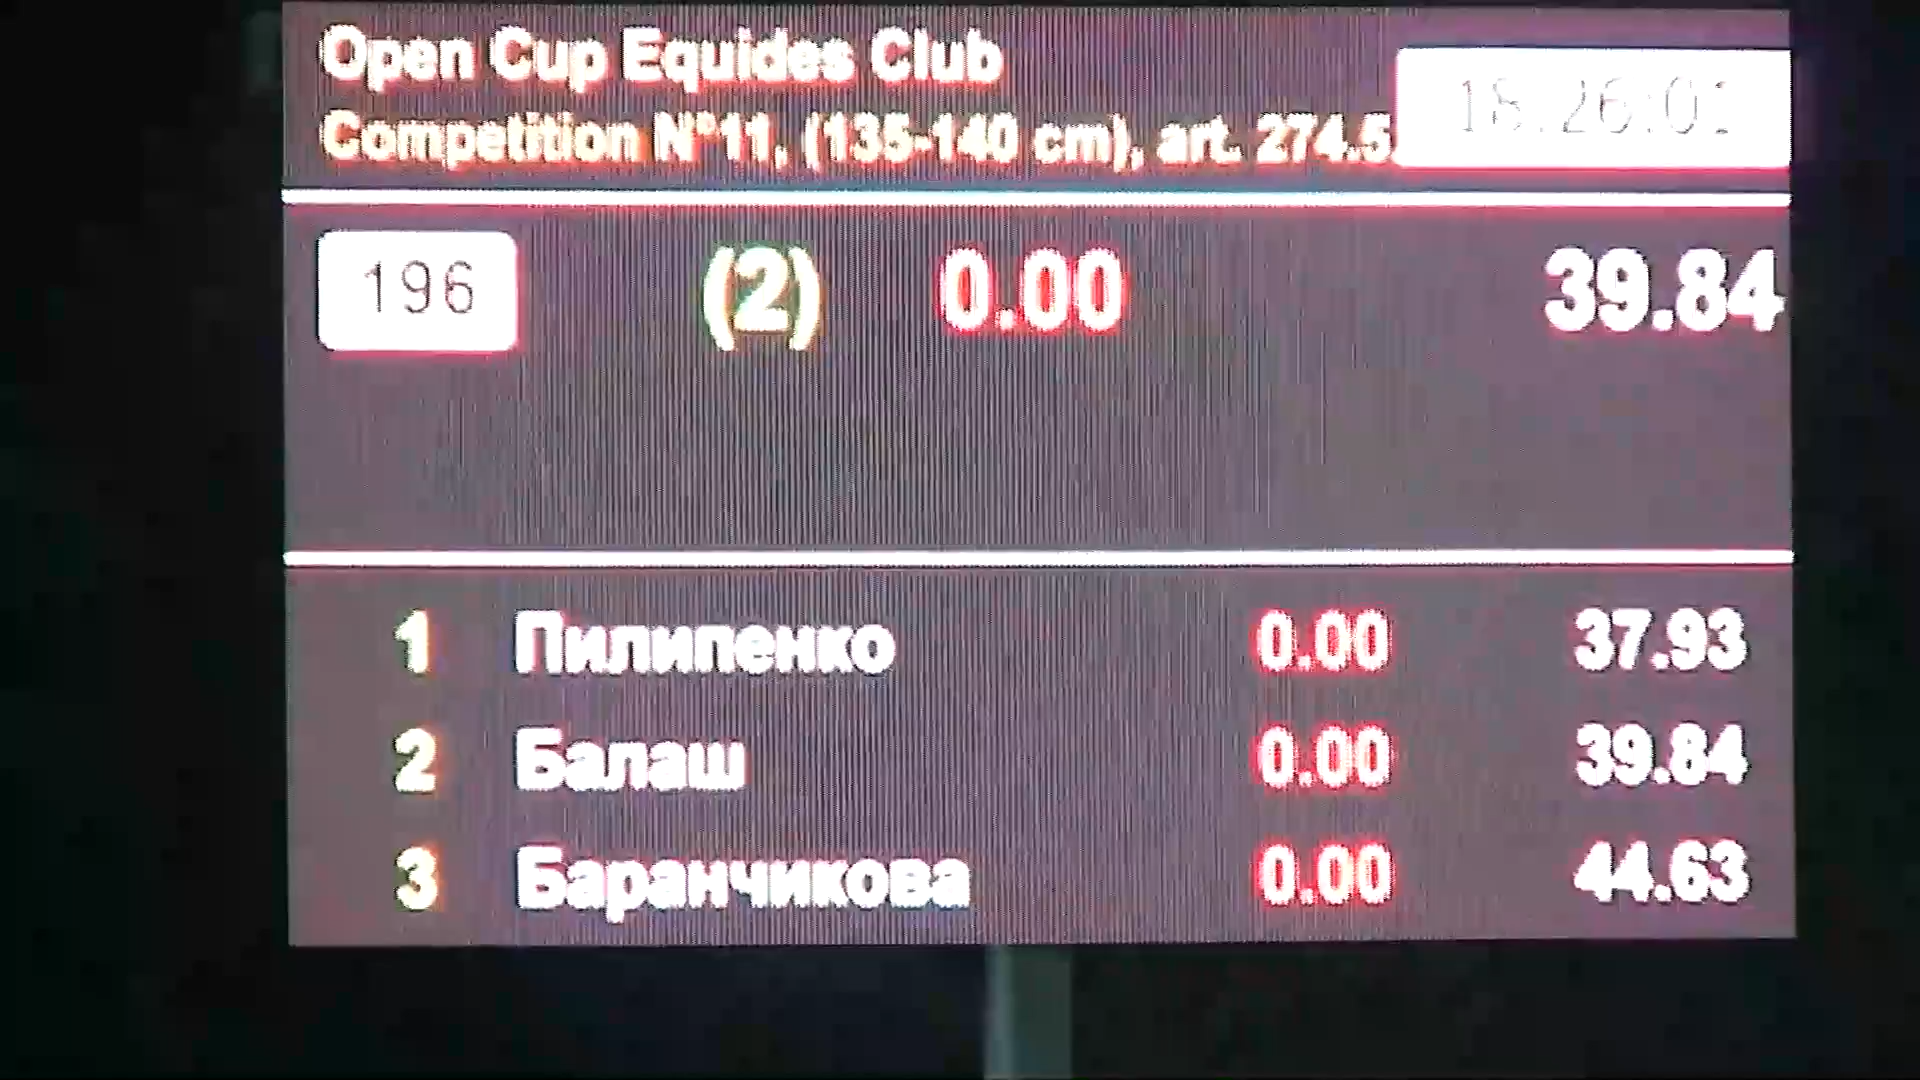 Open Cup Equides Club
Competition N°11, (135-140 cm), art. 274.5
196 (2) 0.00 39.84
1 Пилипенко 0.00 37.93
2 Балаш 0.00 39.84
3 Баранчикова 0.00 44.63